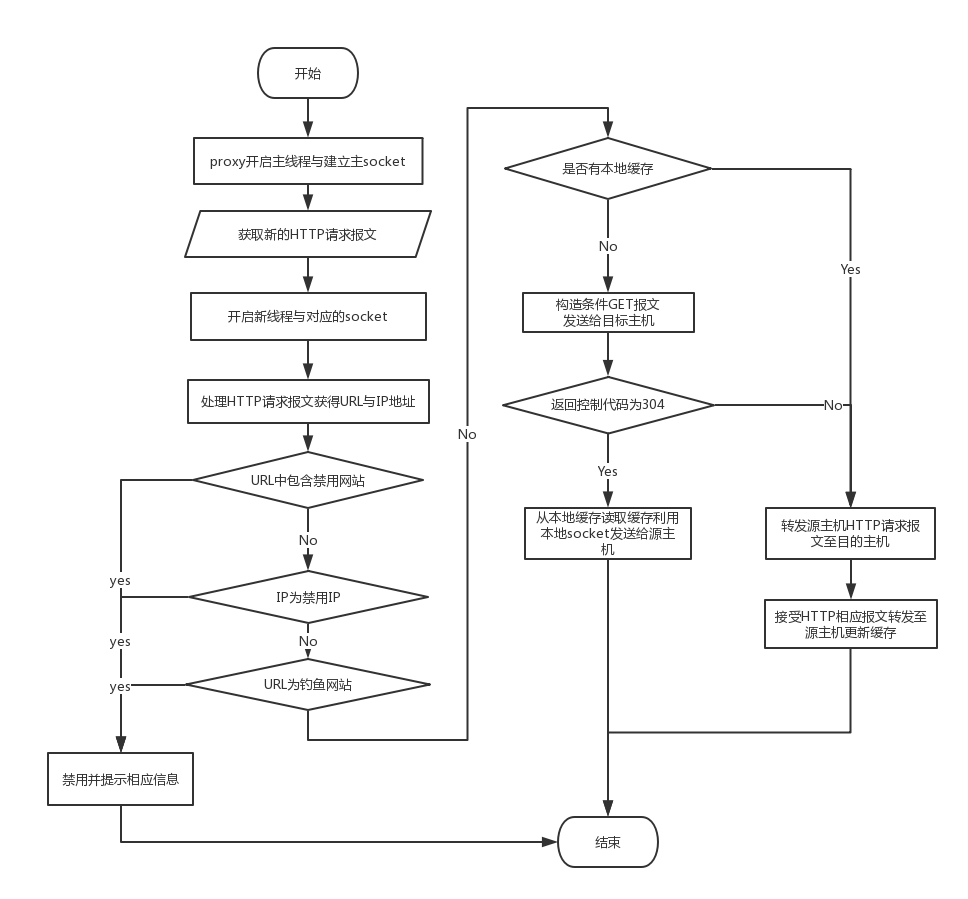 开始
proxy开启主线程与建立主socket
获取新的HTTP请求报文
开启新线程与对应的socket
处理HTTP请求报文获得URL与IP地址
URL中包含禁用网站
No
yes
IP为禁用IP
No
yes
URL为钓鱼网站
yes
No
禁用并提示相应信息
是否有本地缓存
No
Yes
构造条件GET报文
发送给目标主机
返回控制代码为304
No
Yes
从本地缓存读取缓存利用
本地socket发送给源主
机
转发源主机HTTP请求报
文至目的主机
接受HTTP相应报文转发至
源主机更新缓存
结束